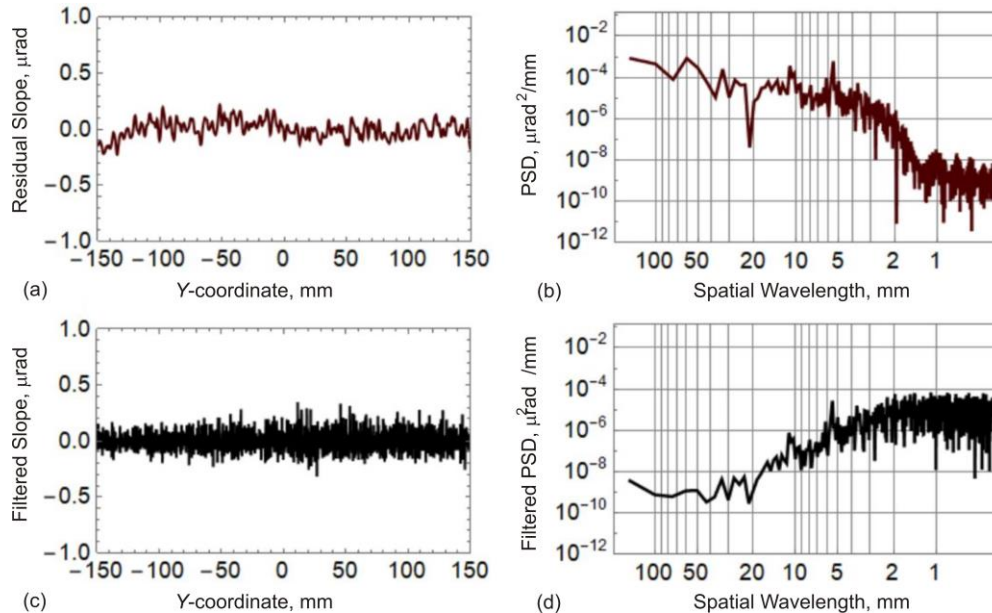 Residual Slope, μrad
1.0
0.5
0.0
−0.5
−1.0
−150 −100 −50 0 50 100 150
(a) Y-coordinate, mm
PSD, μrad²/mm
10⁻²
10⁻⁴
10⁻⁶
10⁻⁸
10⁻¹⁰
10⁻¹²
100 50 20 10 5 2 1
(b) Spatial Wavelength, mm
Filtered Slope, μrad
1.0
0.5
0.0
−0.5
−1.0
−150 −100 −50 0 50 100 150
(c) Y-coordinate, mm
Filtered PSD, μrad² /mm
10⁻²
10⁻⁴
10⁻⁶
10⁻⁸
10⁻¹⁰
10⁻¹²
100 50 20 10 5 2 1
(d) Spatial Wavelength, mm